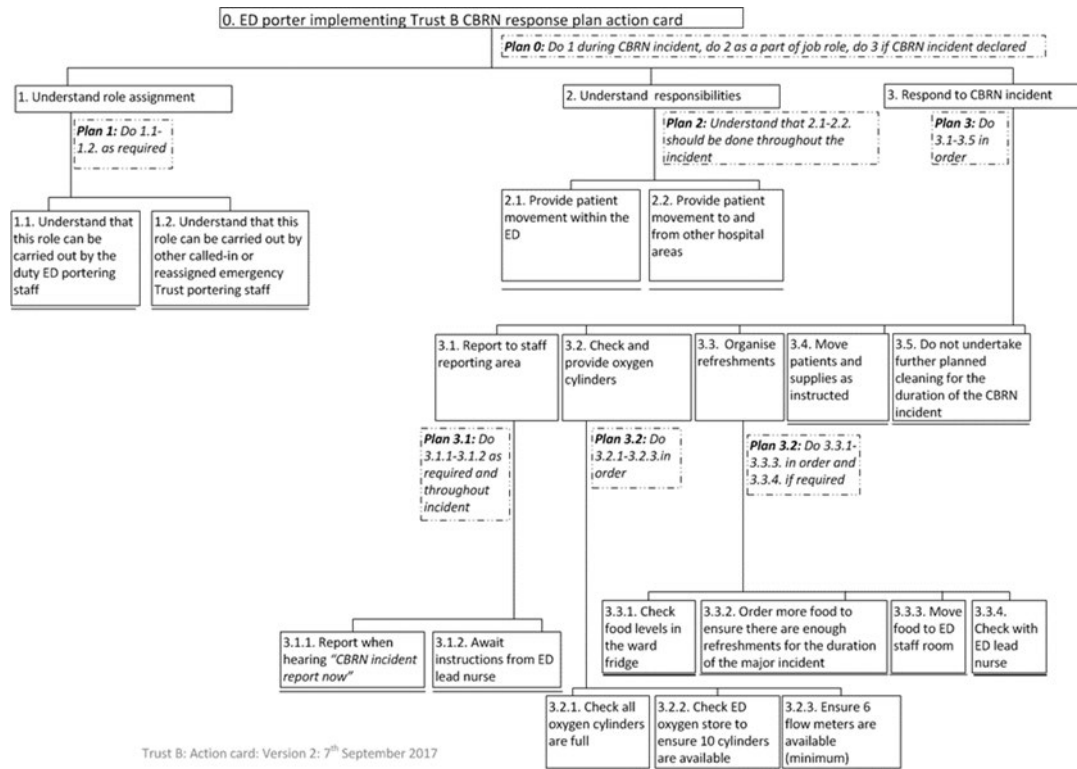 0. ED porter implementing Trust B CBRN response plan action card
Plan 0: Do 1 during CBRN incident, do 2 as a part of job role, do 3 if CBRN incident declared
1. Understand role assignment
2. Understand responsibilities
3. Respond to CBRN incident
Plan 1: Do 1.1-
1.2. as required
Plan 2: Understand that 2.1-2.2.
should be done throughout the
incident
Plan 3: Do
3.1-3.5 in
order
1.1. Understand that
this role can be
carried out by the
duty ED portering
staff
1.2. Understand that this
role can be carried out by
other called-in or
reassigned emergency
Trust portering staff
2.1. Provide patient
movement within the
ED
2.2. Provide patient
movement to and
from other hospital
areas
3.1. Report to staff
reporting area
3.2. Check and
provide oxygen
cylinders
3.3. Organise
refreshments
3.4. Move
patients and
supplies as
instructed
3.5. Do not undertake
further planned
cleaning for the
duration of the CBRN
incident
Plan 3.1: Do
3.1.1-3.1.2 as
required and
throughout
incident
Plan 3.2: Do
3.2.1-3.2.3.in
order
Plan 3.2: Do 3.3.1-
3.3.3. in order and
3.3.4. if required
3.3.1. Check
food levels in
the ward
fridge
3.3.2. Order more food to
ensure there are enough
refreshments for the duration
of the major incident
3.3.3. Move
food to ED
staff room
3.3.4.
Check with
ED lead
nurse
3.1.1. Report when
hearing “CBRN incident
report now”
3.1.2. Await
instructions from ED
lead nurse
3.2.1. Check all
oxygen cylinders
are full
3.2.2. Check ED
oxygen store to
ensure 10 cylinders
are available
3.2.3. Ensure 6
flow meters are
available
(minimum)
Trust B: Action card: Version 2: 7th September 2017